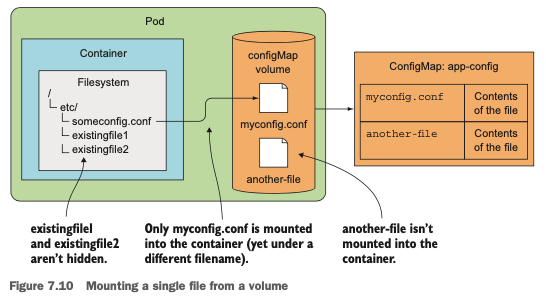 Pod
Container
Filesystem
/
etc/
someconfig.conf
existingfile1
existingfile2
configMap
volume
myconfig.conf
another-file
ConfigMap: app-config
myconfig.conf
Contents
of the file
another-file
Contents
of the file
existingfilel
and existingfile2
aren't hidden.
Only myconfig.conf is mounted
into the container (yet under a
different filename).
another-file isn't
mounted into the
container.
Figure 7.10 Mounting a single file from a volume